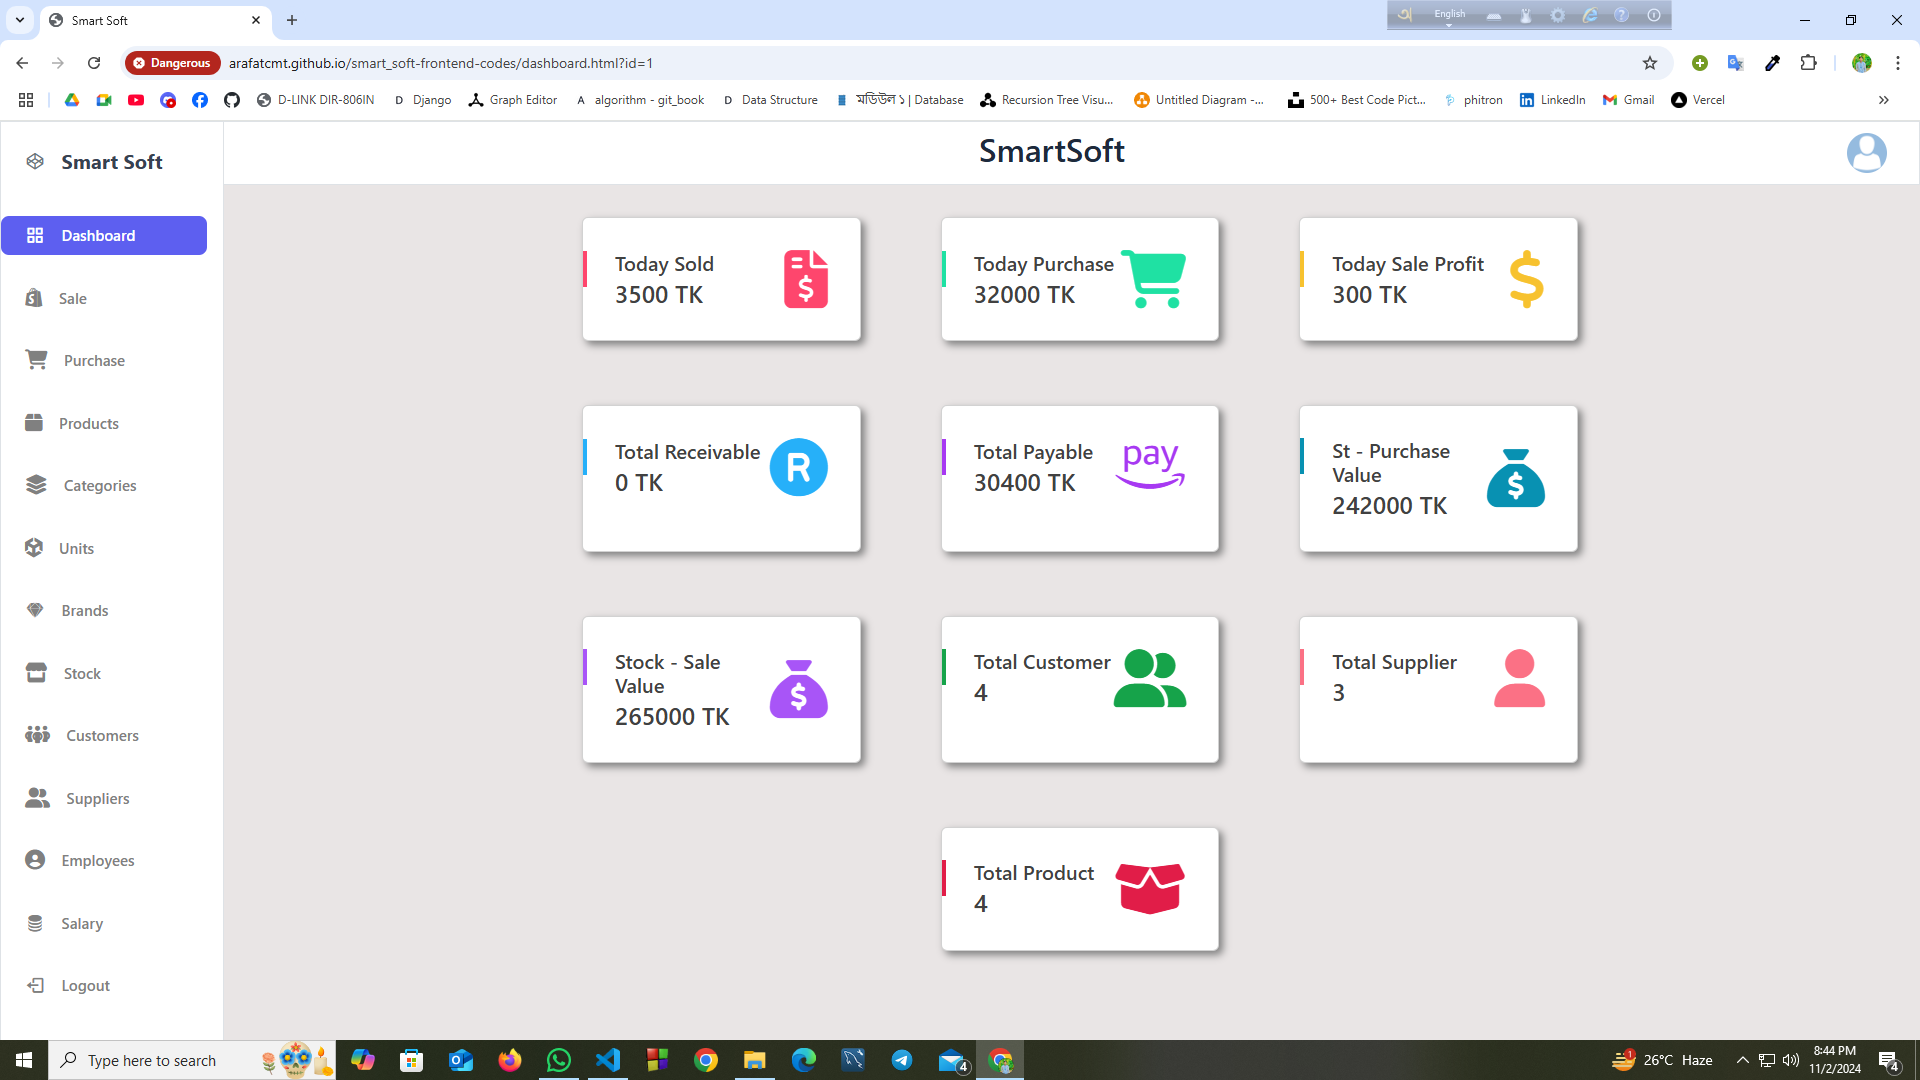 Smart Soft
English
Dangerous
arafatcmt.github.io/smart_soft-frontend-codes/dashboard.html?id=1
D-LINK DIR-806IN
D Django
Graph Editor
A algorithm - git_book
D Data Structure
মডিউল ১ | Database
Recursion Tree Visu...
Untitled Diagram -...
500+ Best Code Pict...
phitron
LinkedIn
Gmail
Vercel
Smart Soft
SmartSoft
Dashboard
Sale
Purchase
Products
Categories
Units
Brands
Stock
Customers
Suppliers
Employees
Salary
Logout
Today Sold
3500 TK
Today Purchase
32000 TK
Today Sale Profit
300 TK
Total Receivable
0 TK
R
Total Payable
30400 TK
pay
St - Purchase
Value
242000 TK
Stock - Sale
Value
265000 TK
Total Customer
4
Total Supplier
3
Total Product
4
Type here to search
4
1
26°C Haze
8:44 PM
11/2/2024
4